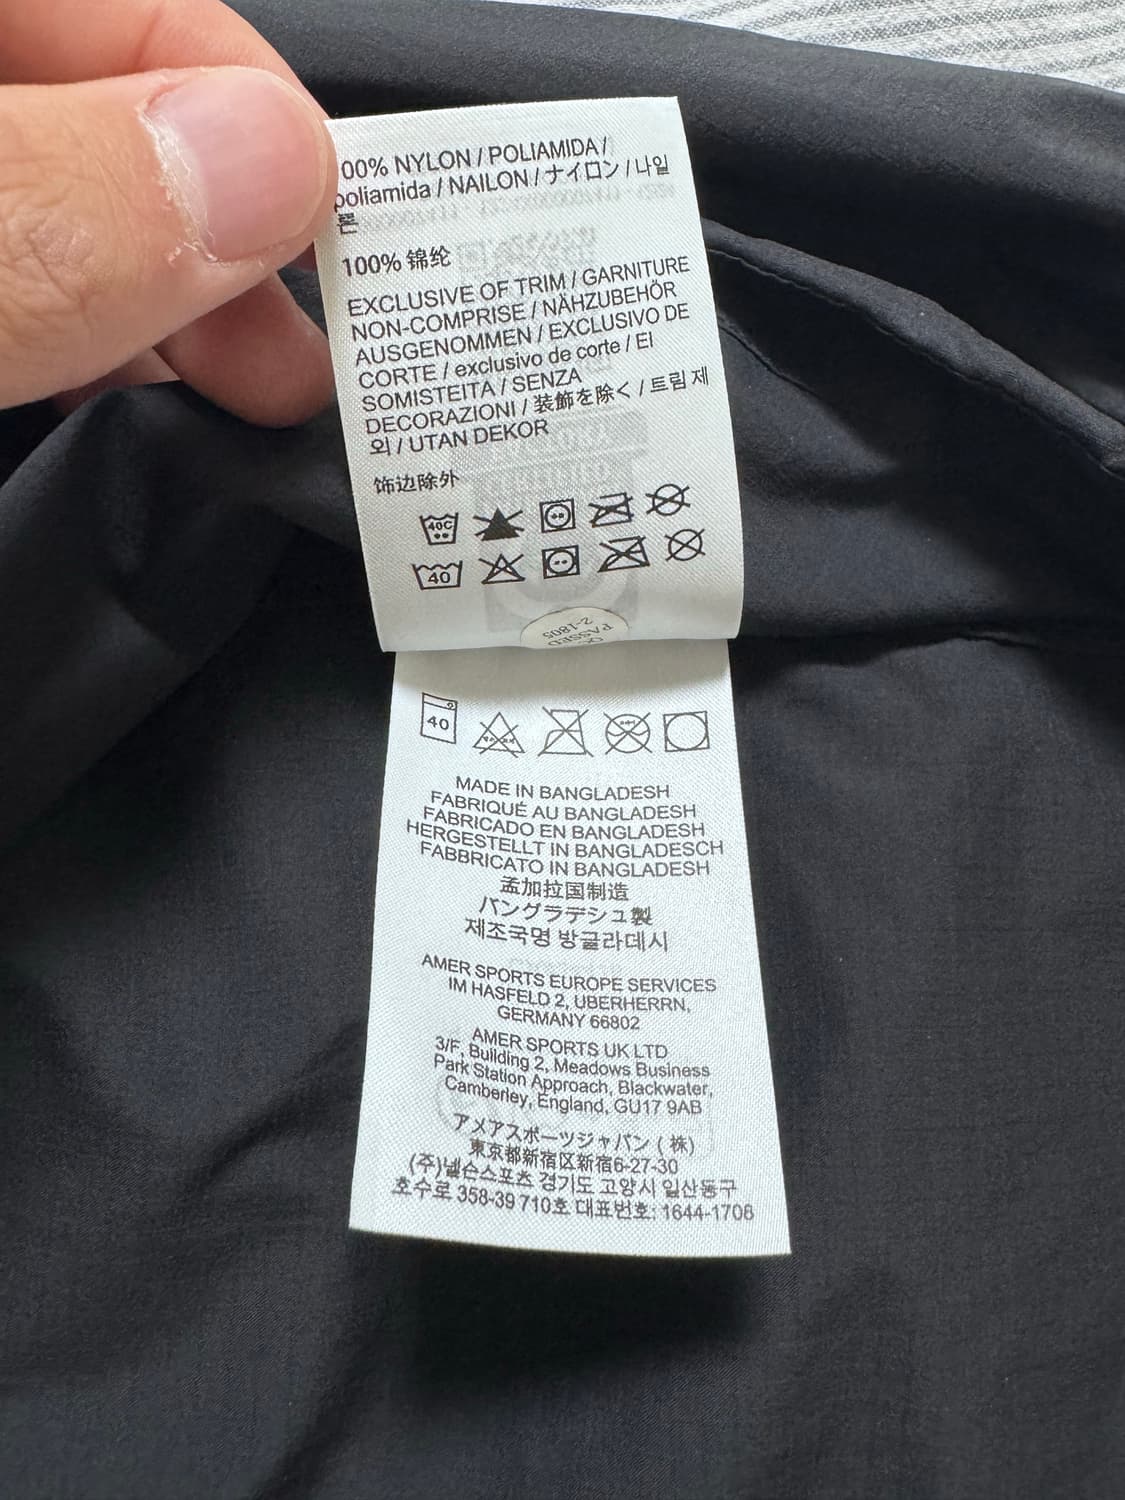 00% NYLON / POLIAMIDA /
poliamida / NAILON / ナイロン / 나일
론
100% 锦纶
EXCLUSIVE OF TRIM / GARNITURE
NON-COMPRISE / NÄHZUBEHÖR
AUSGENOMMEN / EXCLUSIVO DE
CORTE / exclusivo de corte / EI
SOMISTEITA / SENZA
DECORAZIONI / 装飾を除く / 트림 제
외 / UTAN DEKOR
饰边除外
40C
40
PASSED
2-1805
40
MADE IN BANGLADESH
FABRIQUÉ AU BANGLADESH
FABRICADO EN BANGLADESH
HERGESTELLT IN BANGLADESCH
FABBRICATO IN BANGLADESH
孟加拉国制造
バングラデシュ製
제조국명 방글라데시
AMER SPORTS EUROPE SERVICES
IM HASFELD 2, UBERHERRN,
GERMANY 66802
AMER SPORTS UK LTD
3/F, Building 2, Meadows Business
Park Station Approach, Blackwater,
Camberley, England, GU17 9AB
アメアスポーツジャパン ( 株 )
東京都新宿区新宿6-27-30
(주)넬슨스포츠 경기도 고양시 일산동구
호수로 358-39 710호 대표번호: 1644-1708